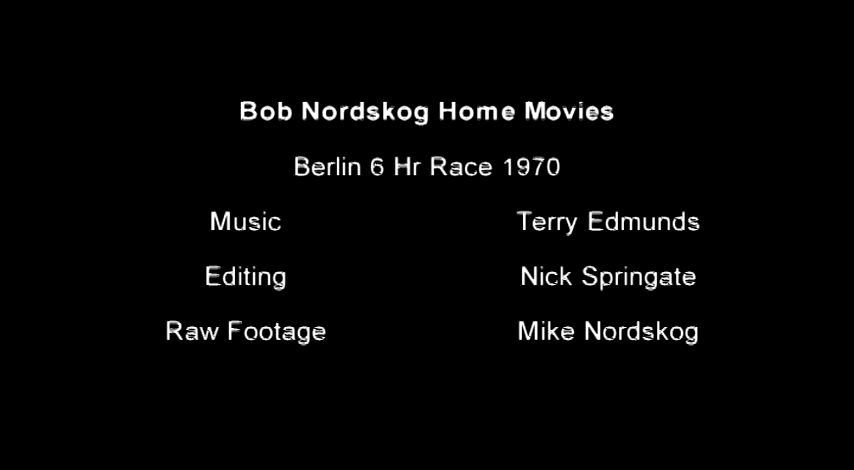 Bob Nordskog Home Movies
Berlin 6 Hr Race 1970
Music Terry Edmunds
Editing Nick Springate
Raw Footage Mike Nordskog